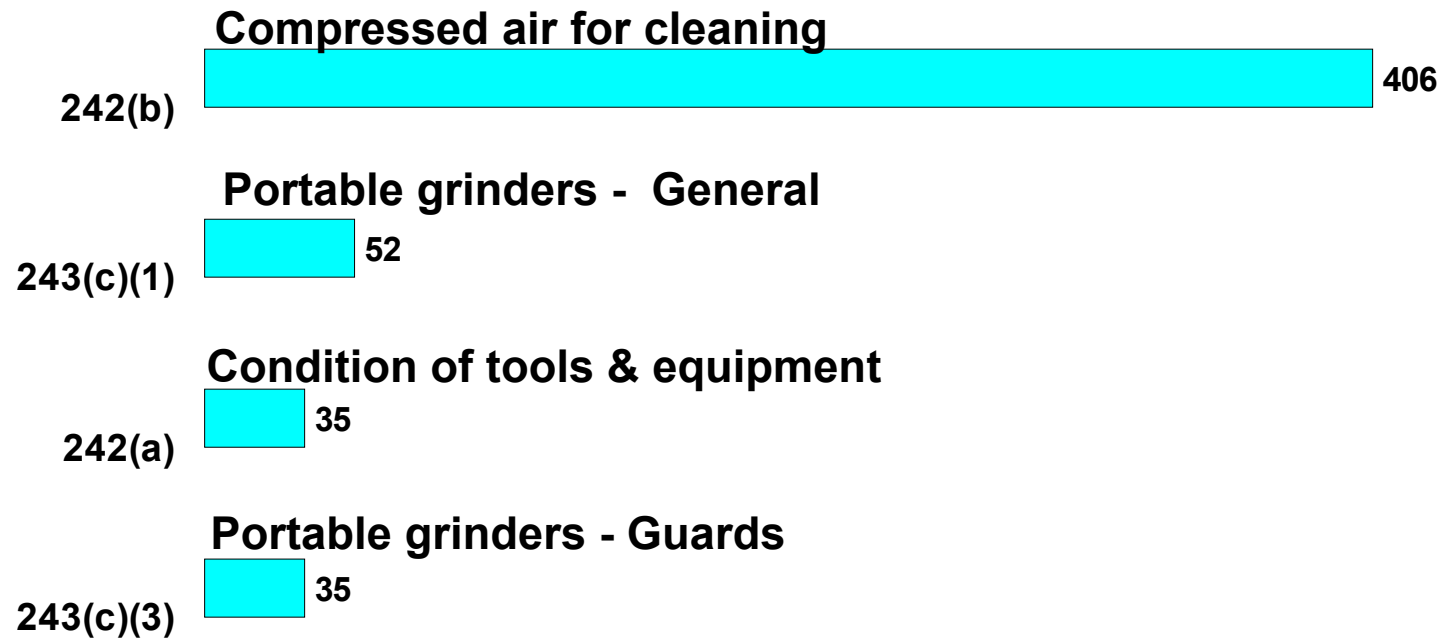 Compressed air for cleaning
242(b)
406
Portable grinders -  General
243(c)(1)
52
Condition of tools & equipment
242(a)
35
Portable grinders - Guards
243(c)(3)
35